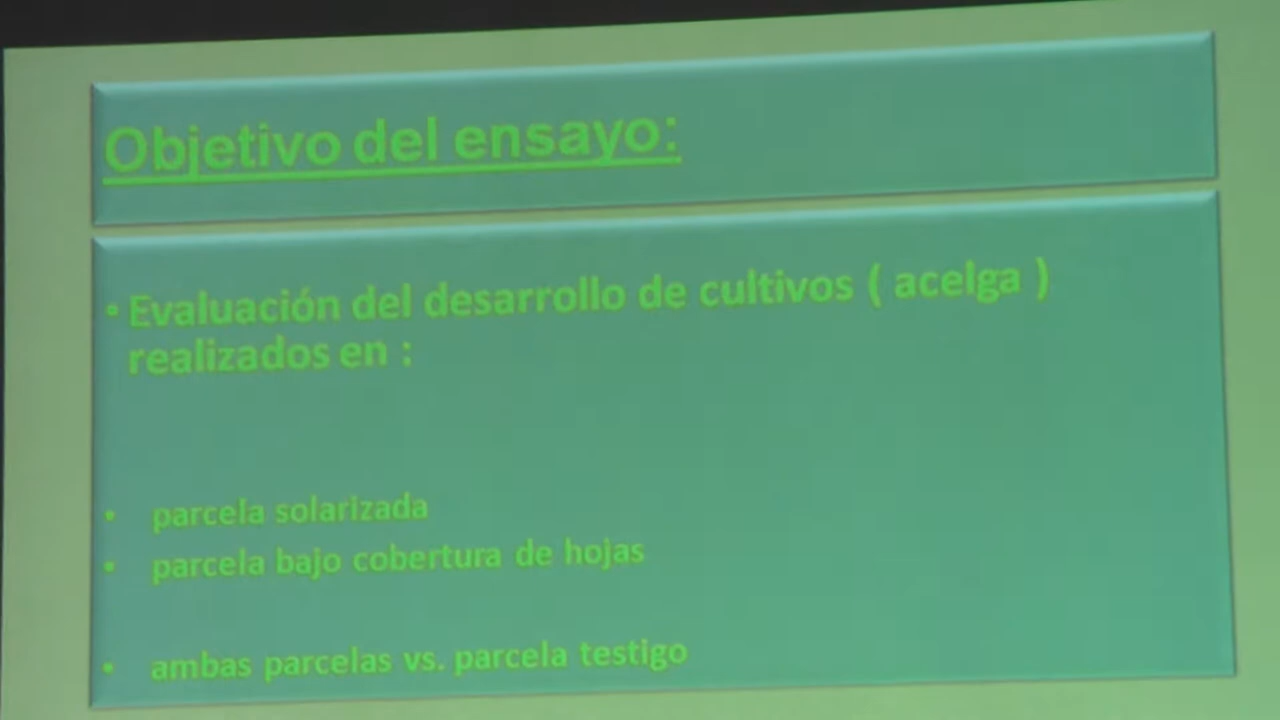 Objetivo del ensayo:
• Evaluación del desarrollo de cultivos ( acelga )
realizados en :
• parcela solarizada
• parcela bajo cobertura de hojas
• ambas parcelas vs. parcela testigo